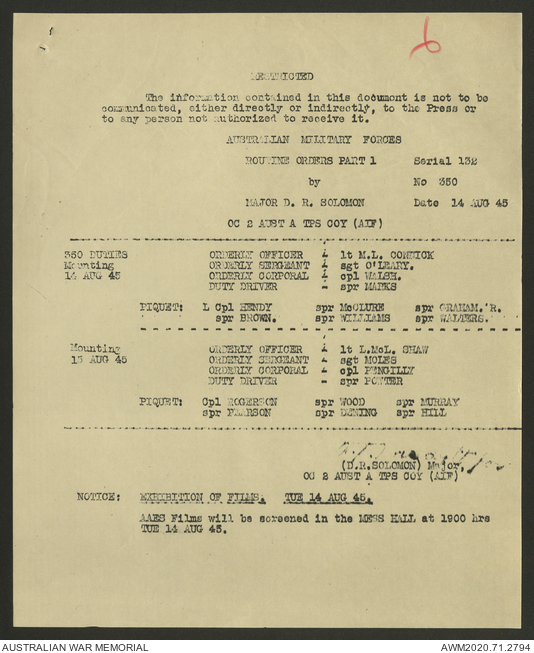 6
RESTRICTED
The information contained in this document is not to be
communicated, either directly or indirectly, to the Press or
to any person not authorized to receive it.
AUSTRALIAN MILITARY FORCES
ROUTINE ORDERS PART 1 Serial 132
by No 350
MAJOR D. R. SOLOMON Date 14 AUG 45
OC 2 AUST A TPS COY (AIF)
350 DUTIES ORDERLY OFFICER - lt M.L. CONNICK
Mounting ORDERLY SERGEANT - sgt O'LEARY.
14 AUG 45 ORDERLY CORPORAL - cpl WALSH.
DUTY DRIVER - spr MARKS
PIQUET: L Cpl HENDY spr McCLURE spr GRAHAM. R.
spr BROWN. spr WILLIAMS spr WALTERS.
Mounting ORDERLY OFFICER - lt L.McL. SHAW
15 AUG 45 ORDERLY SERGEANT - sgt MOLES
ORDERLY CORPORAL - cpl PENGILLY
DUTY DRIVER - spr POTTER
PIQUET: Cpl ROGERSON spr WOOD spr MURRAY
spr PEARSON spr DEMING spr HILL
(D.R.SOLOMON) Major,
OC 2 AUST A TPS COY (AIF)
NOTICE: EXHIBITION OF FILMS. TUE 14 AUG 45.
AAES Films will be screened in the MESS HALL at 1900 hrs
TUE 14 AUG 45.
AUSTRALIAN WAR MEMORIAL AWM2020.71.2794